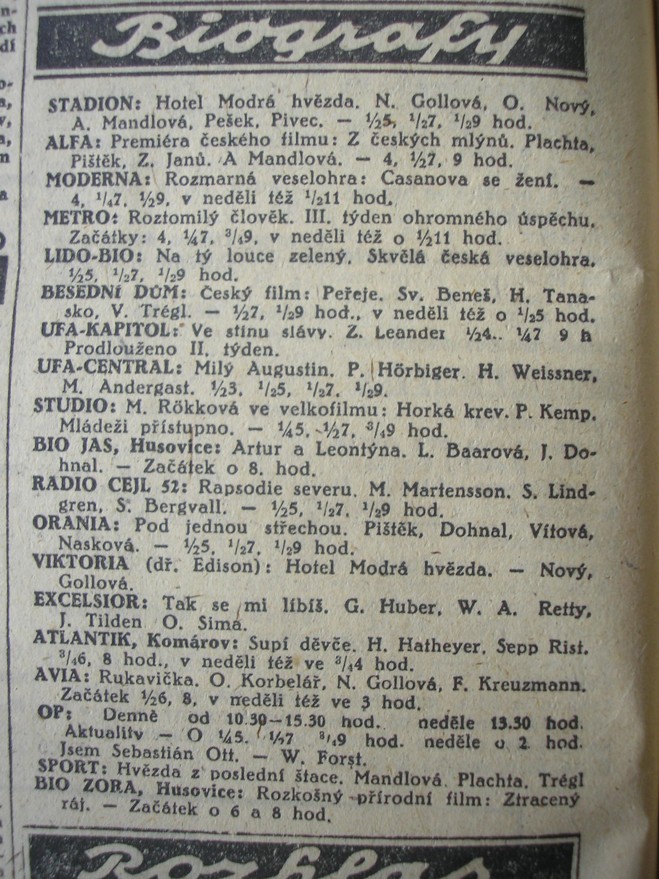 Biografy
STADION: Hotel Modrá hvězda. N. Gollová, O. Nový,
A. Mandlová, Pešek, Pivec. — ½5, ½7, ½9 hod.
ALFA: Premiéra českého filmu: Z českých mlýnů. Plachta,
Pištěk, Z. Janů. A Mandlová. — 4, ½7, 9 hod.
MODERNA: Rozmarná veselohra: Casanova se žení. —
4, ¼7, ½9, v neděli též ½11 hod.
METRO: Roztomilý člověk. III. týden ohromného úspěchu.
Začátky: 4, ¼7, ¾9, v neděli též o ½11 hod.
LIDO-BIO: Na tý louce zelený. Skvělá česká veselohra.
½5, ½7, ½9 hod.
BESEDNÍ DŮM: Český film: Peřeje. Sv. Beneš, H. Tana-
sko, V. Trégl. — ½7, ½9 hod., v neděli též o ½5 hod.
UFA-KAPITOL: Ve stínu slávy. Z. Leander ½4.. ¼7 9 h
Prodlouženo II. týden.
UFA-CENTRAL: Milý Augustin. P. Hörbiger. H. Weissner,
M. Andergast. ½3, ½5, ½7, ½9.
STUDIO: M. Rökková ve velkofilmu: Horká krev. P. Kemp.
Mládeži přístupno. — ¼5, ½7, ¾9 hod.
BIO JAS, Husovice: Artur a Leontýna. L. Baarová, J. Do-
hnal. — Začátek o 8. hod.
RADIO CEJL 52: Rapsodie severu. M. Martensson. S. Lind-
gren, S. Bergvall. — ½5, ½7, ½9 hod.
ORANIA: Pod jednou střechou. Pištěk, Dohnal, Vítová,
Nasková. — ½5, ½7, ½9 hod.
VIKTORIA (dř. Edison): Hotel Modrá hvězda. — Nový,
Gollová.
EXCELSIOR: Tak se mi líbíš. G. Huber, W. A. Retty,
J. Tilden O. Sima.
ATLANTIK, Komárov: Supí děvče. H. Hatheyer, Sepp Rist.
¾6, 8 hod., v neděli též ve ¾4 hod.
AVIA: Rukavička. O. Korbelář, N. Gollová, F. Kreuzmann.
Začátek ½6, 8, v neděli též ve 3 hod.
OP: Denně od 10.30—15.30 hod. neděle 13.30 hod.
Aktuality — O ¼5. ½7 ¾9 hod. neděle o 2. hod.
Jsem Sebastián Ott. — W. Forst.
SPORT: Hvězda z poslední štace. Mandlová. Plachta, Trégl
BIO ZORA, Husovice: Rozkošný přírodní film: Ztracený
ráj. — Začátek o 6 a 8 hod.
Rozhlas